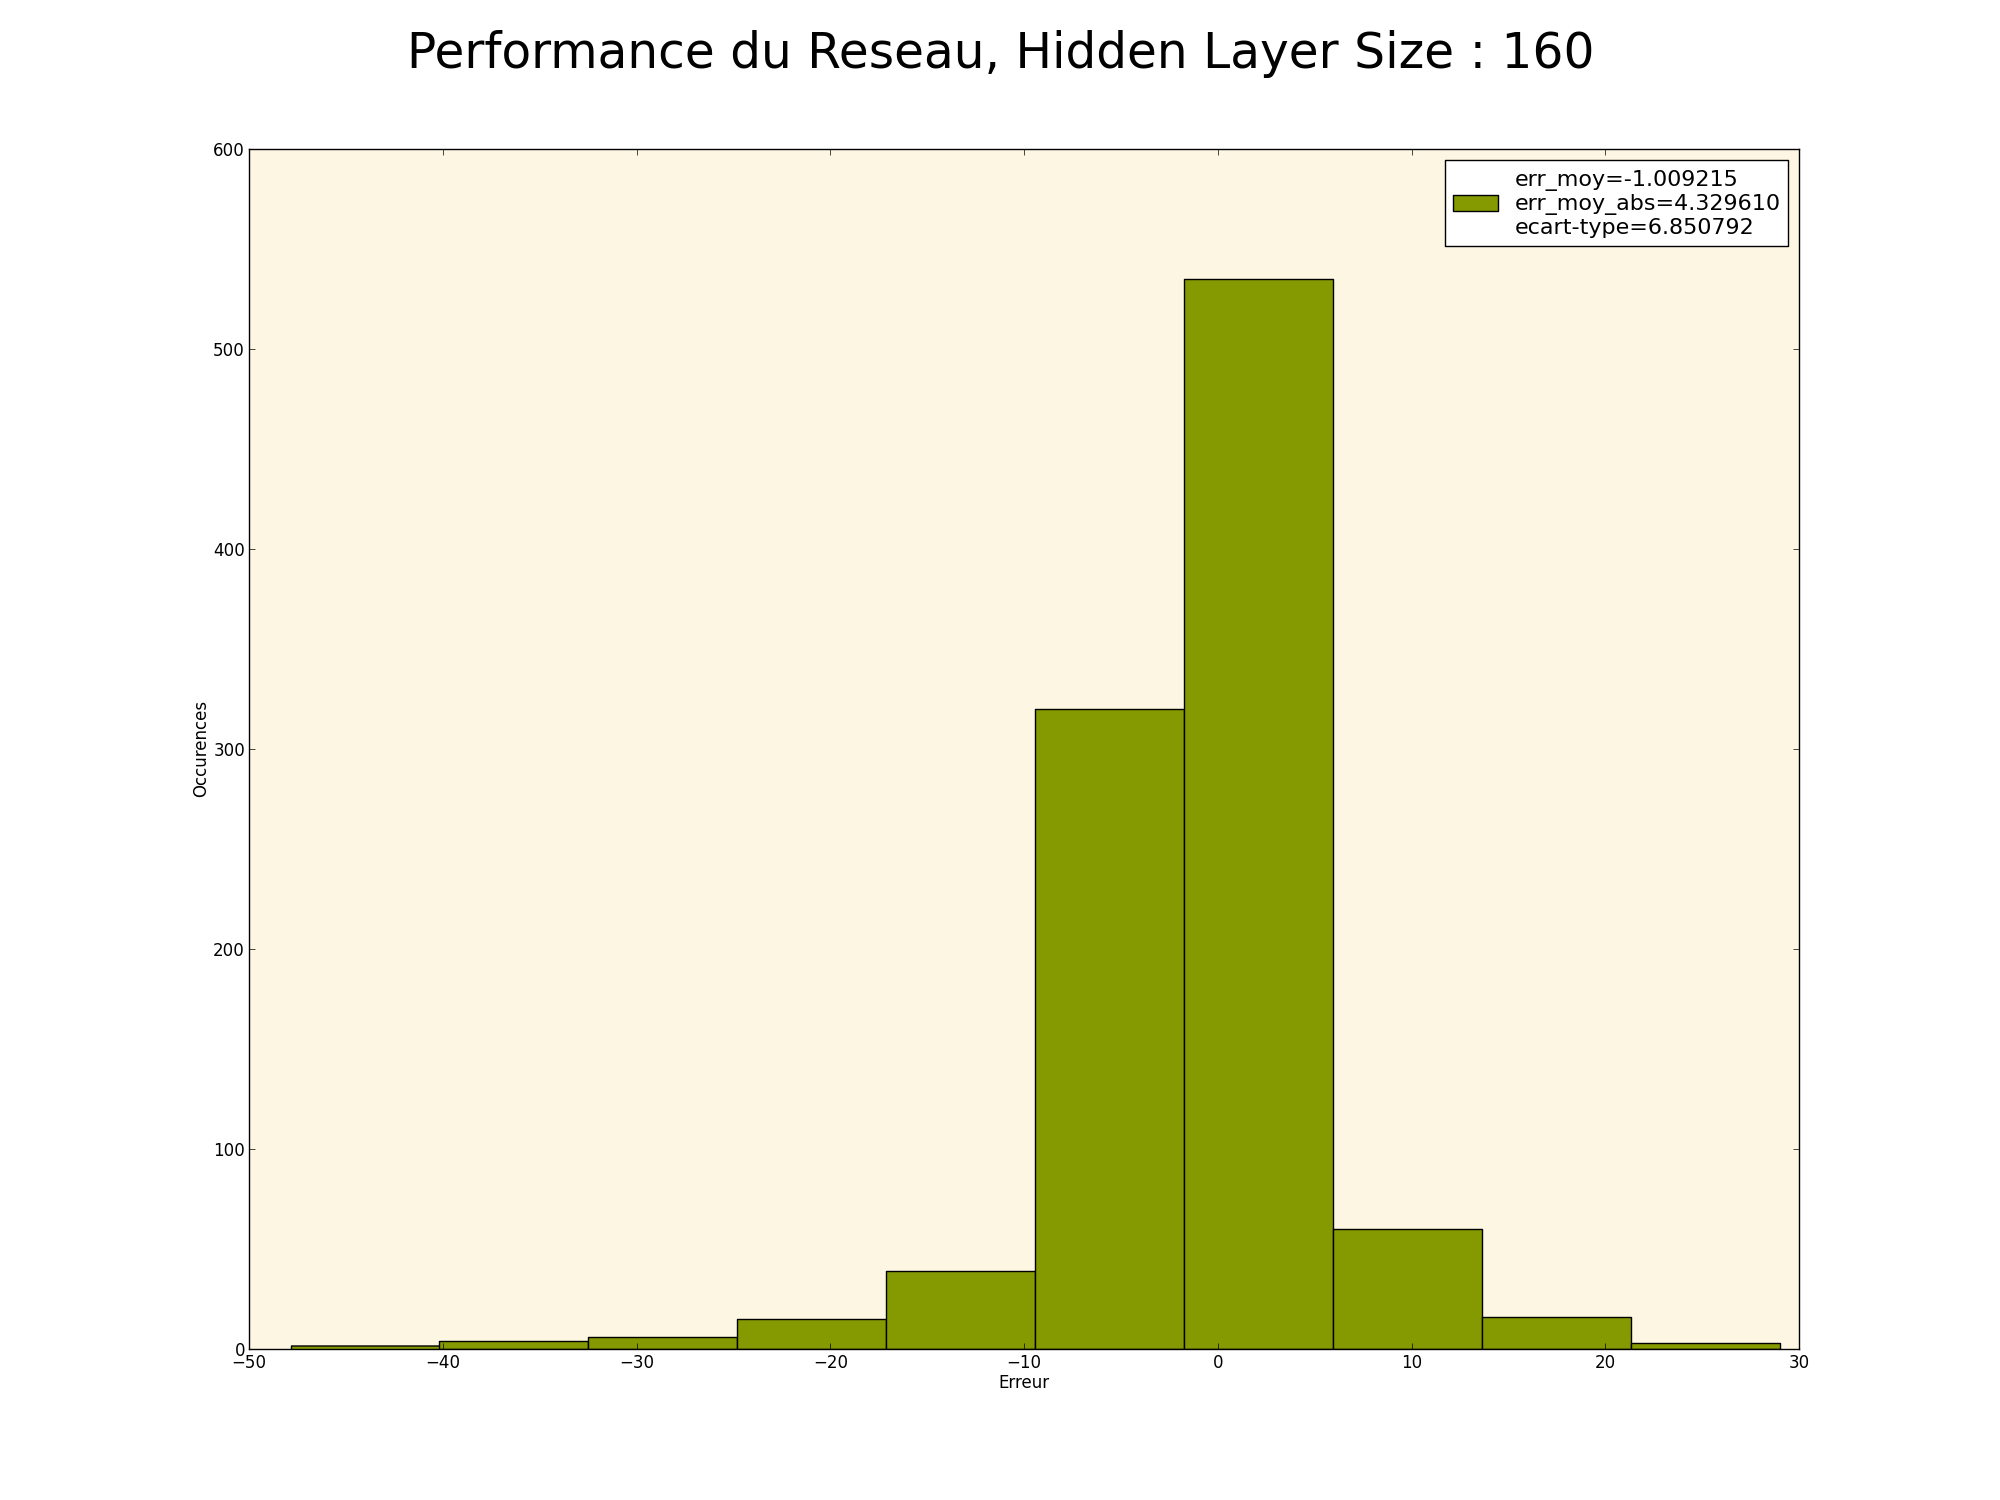 Performance du Reseau, Hidden Layer Size : 160
err_moy=-1.009215
err_moy_abs=4.329610
ecart-type=6.850792
600
500
400
300
200
100
0
Occurences
−50 −40 −30 −20 −10 0 10 20 30
Erreur